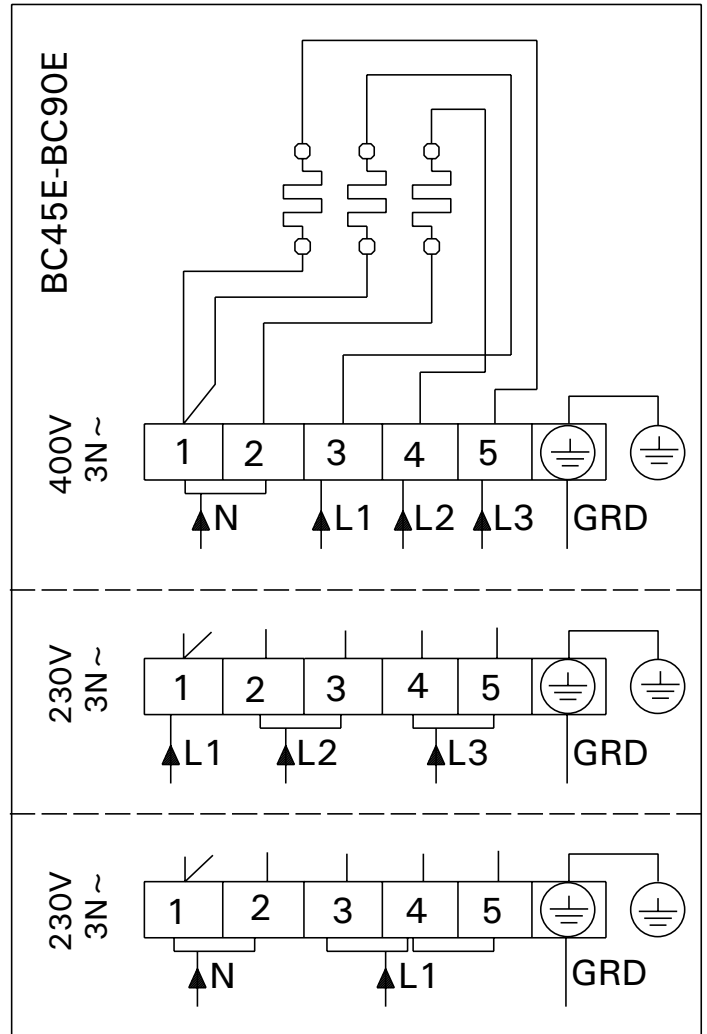 BC45E-BC90E
400V
3N~
1 2 3 4 5
N L1 L2 L3 GRD
230V
3N~
1 2 3 4 5
L1 L2 L3 GRD
230V
3N~
1 2 3 4 5
N L1 GRD